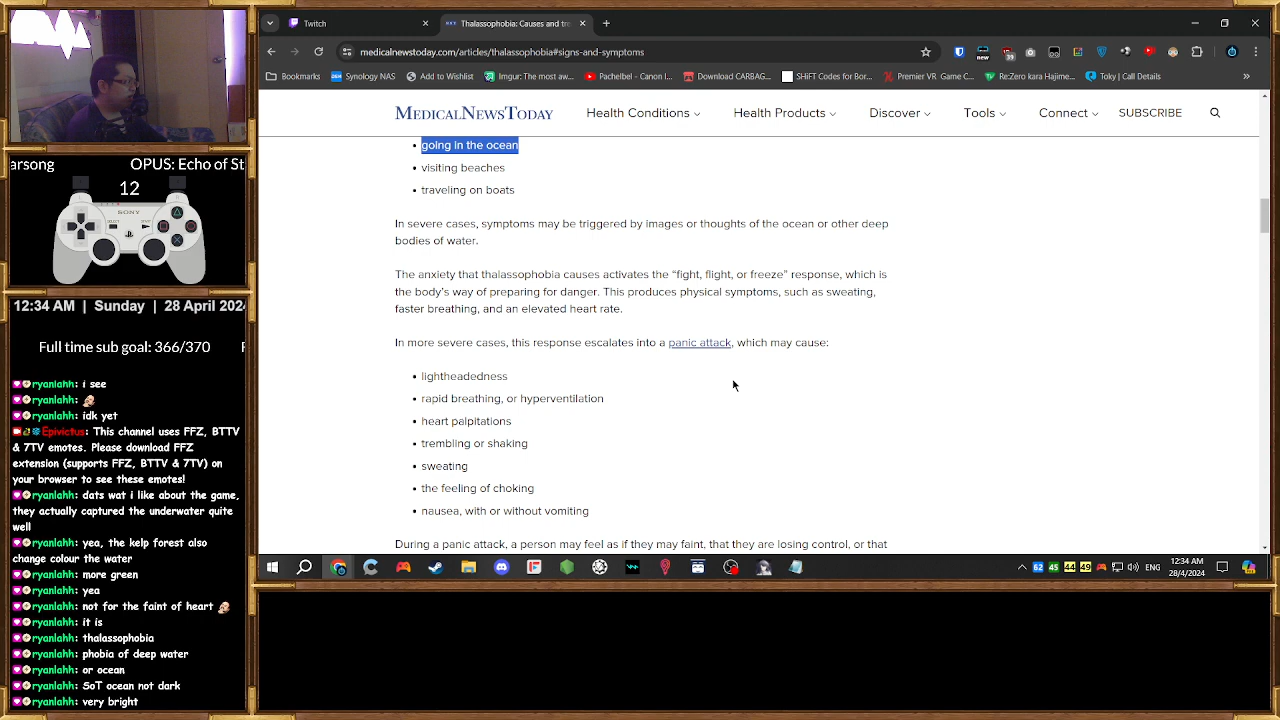 Twitch
Thalassophobia: Causes and tre
medicalnewstoday.com/articles/thalassophobia#signs-and-symptoms
new
39
Bookmarks
Synology NAS
Add to Wishlist
Imgur: The most aw...
Pachelbel - Canon I...
Download CARBAG...
SHiFT Codes for Bor...
Premier VR Game C...
Re:Zero kara Hajime...
Toky | Call Details
MEDICALNEWSTODAY
Health Conditions
Health Products
Discover
Tools
Connect
SUBSCRIBE
• going in the ocean
• visiting beaches
• traveling on boats
In severe cases, symptoms may be triggered by images or thoughts of the ocean or other deep
bodies of water.
The anxiety that thalassophobia causes activates the “fight, flight, or freeze” response, which is
the body’s way of preparing for danger. This produces physical symptoms, such as sweating,
faster breathing, and an elevated heart rate.
In more severe cases, this response escalates into a panic attack, which may cause:
• lightheadedness
• rapid breathing, or hyperventilation
• heart palpitations
• trembling or shaking
• sweating
• the feeling of choking
• nausea, with or without vomiting
During a panic attack, a person may feel as if they may faint, that they are losing control, or that
62
45
44
49
ENG
12:34 AM
28/4/2024
arsong
OPUS: Echo of St
12
SONY
SELECT
START
12:34 AM | Sunday | 28 April 2024
Full time sub goal: 366/370
ryanlahh: i see
ryanlahh:
ryanlahh: idk yet
Epivictus: This channel uses FFZ, BTTV
& 7TV emotes. Please download FFZ
extension (supports FFZ, BTTV & 7TV) on
your browser to see these emotes!
ryanlahh: dats wat i like about the game,
they actually captured the underwater quite
well
ryanlahh: yea, the kelp forest also
change colour the water
ryanlahh: more green
ryanlahh: yea
ryanlahh: not for the faint of heart
ryanlahh: it is
ryanlahh: thalassophobia
ryanlahh: phobia of deep water
ryanlahh: or ocean
ryanlahh: SoT ocean not dark
ryanlahh: very bright